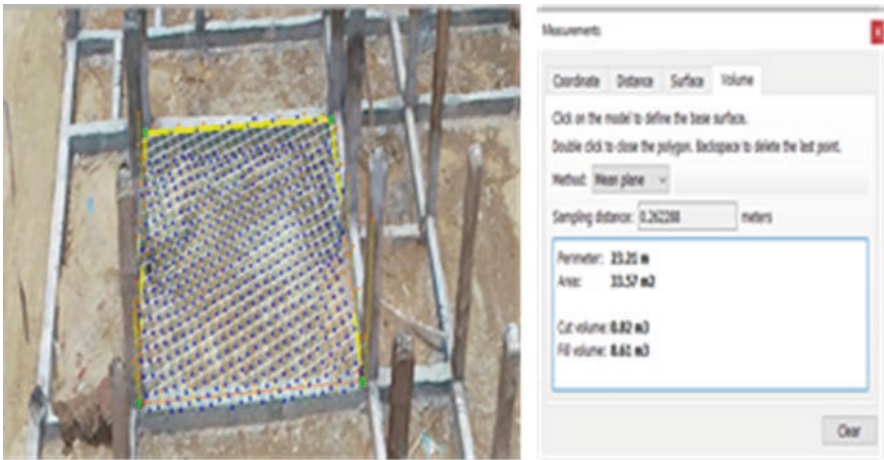 Measurements
Coordinate Distance Surface Volume
Click on the model to define the base surface.
Double click to close the polygon. Backspace to delete the last point.
Method: Mean plane
Sampling distance: 0.262288 meters
Perimeter: 23.21 m
Area: 33.57 m2
Cut volume: 0.82 m3
Fill volume: 8.61 m3
Clear